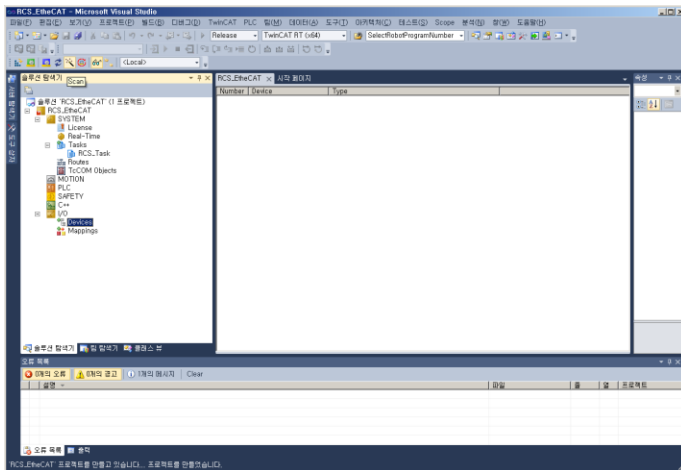 RCS_EtheCAT - Microsoft Visual Studio
파일(F) 편집(E) 보기(V) 프로젝트(P) 빌드(B) 디버그(D) TwinCAT PLC 팀(M) 데이터(A) 도구(T) 아키텍처(C) 테스트(S) Scope 분석(N) 창(W) 도움말(H)
Release TwinCAT RT (x64) SelectRobotProgramNumber
<Local>
솔루션 탐색기 Scan RCS_EtheCAT 시작 페이지 속성
Number Device Type
솔루션 'RCS_EtheCAT' (1 프로젝트)
RCS_EtheCAT
SYSTEM
License
Real-Time
Tasks
RCS_Task
Routes
TcCOM Objects
MOTION
PLC
SAFETY
C++
I/O
Devices
Mappings
솔루션 탐색기 팀 탐색기 클래스 뷰
오류 목록
0개의 오류 0개의 경고 0개의 메시지 Clear
설명 파일 줄 열 프로젝트
오류 목록 출력
'RCS_EtheCAT' 프로젝트를 만들고 있습니다... 프로젝트를 만들었습니다.